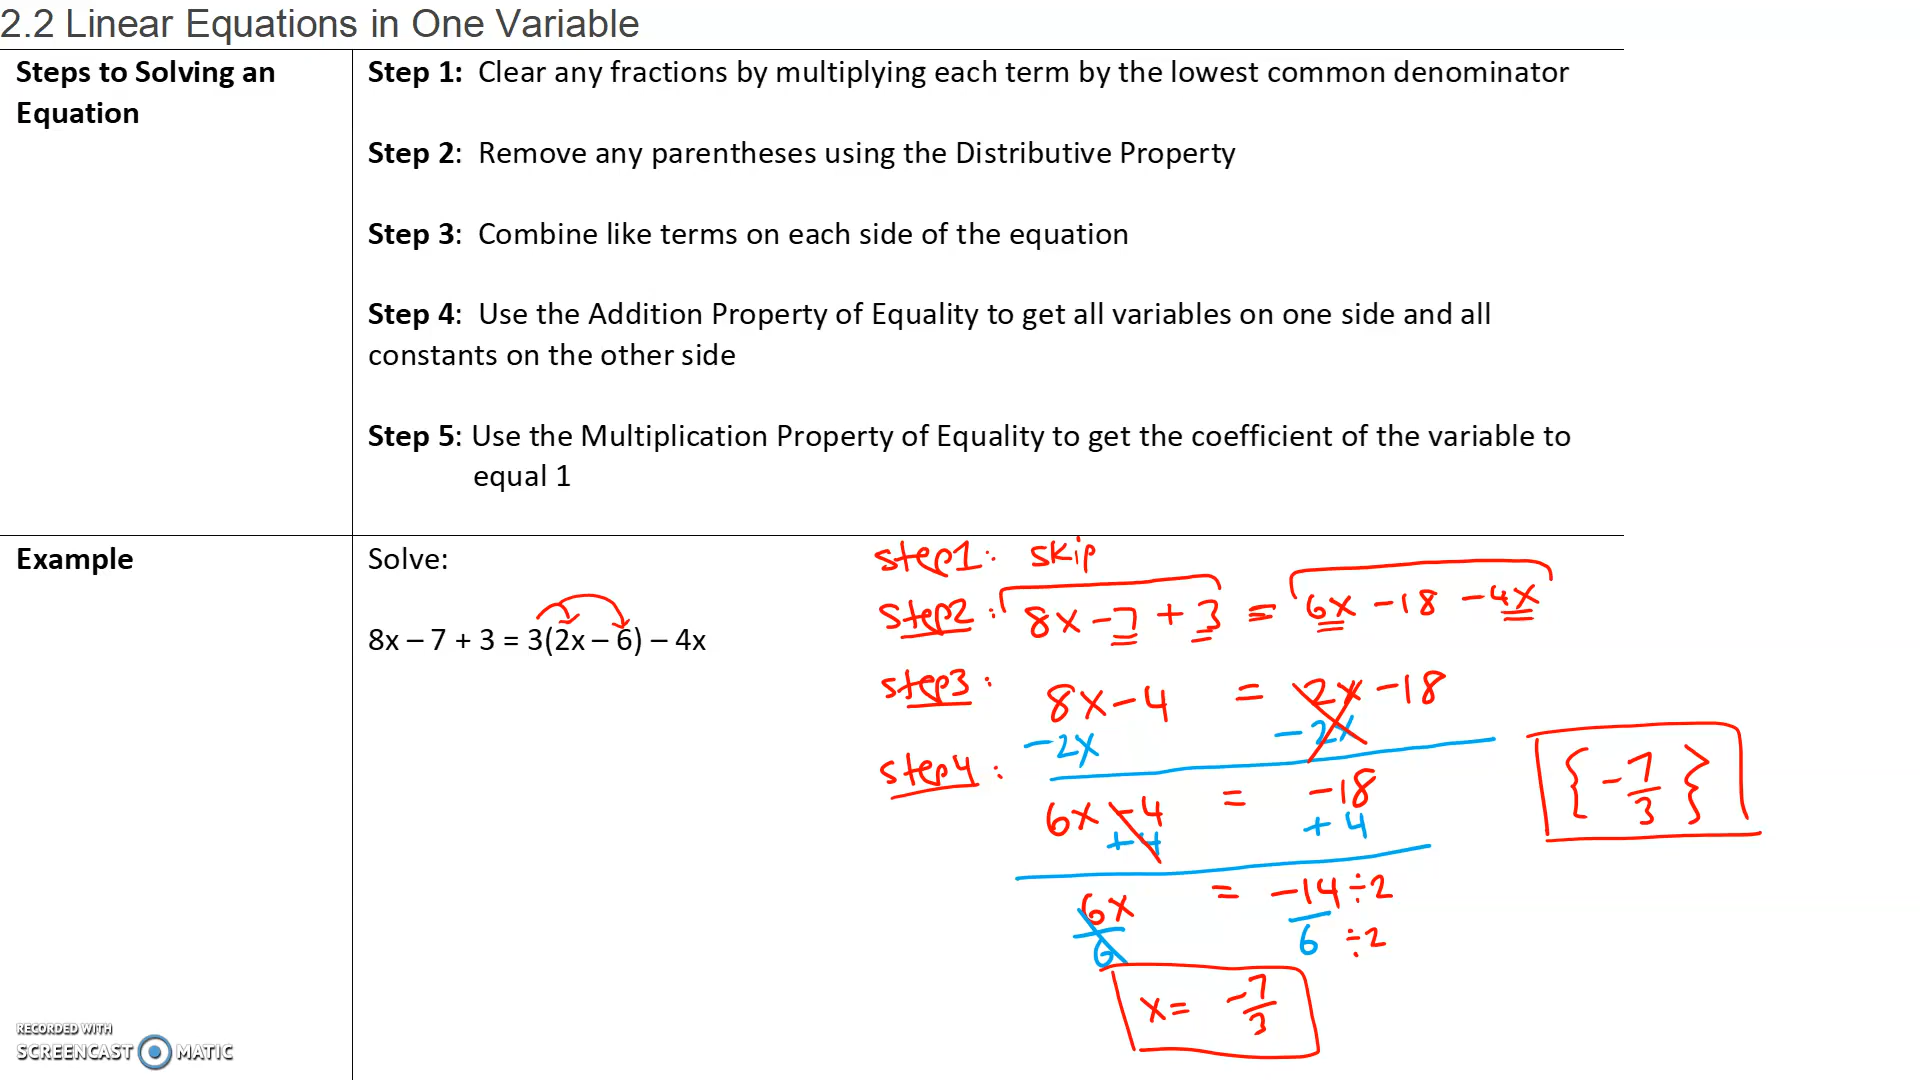 2.2 Linear Equations in One Variable
Steps to Solving an
Equation
Step 1: Clear any fractions by multiplying each term by the lowest common denominator
Step 2: Remove any parentheses using the Distributive Property
Step 3: Combine like terms on each side of the equation
Step 4: Use the Addition Property of Equality to get all variables on one side and all
constants on the other side
Step 5: Use the Multiplication Property of Equality to get the coefficient of the variable to
equal 1
Example
Solve:
8x – 7 + 3 = 3(2x – 6) – 4x
step1: skip
step2: 8x - 7 + 3 = 6x - 18 - 4x
step3: 8x - 4 = 2x - 18
-2x - 2x
step4:
6x - 4 = -18
+ 4 + 4
6x = -14 ÷2
6 6 ÷2
x = -7
3
{ -7 }
3
RECORDED WITH
SCREENCAST MATIC